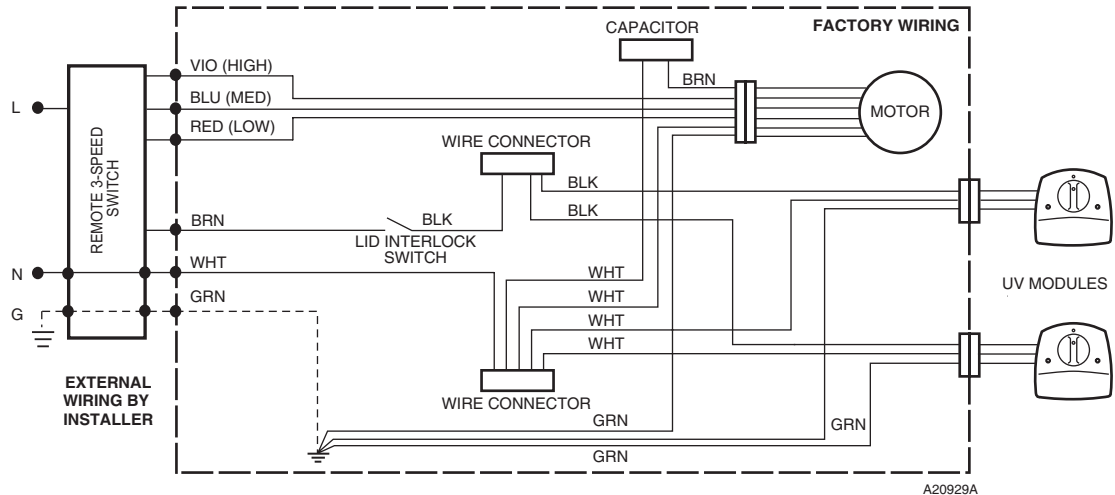 CAPACITOR
FACTORY WIRING
VIO (HIGH)
BRN
BLU (MED)
MOTOR
L
RED (LOW)
WIRE CONNECTOR
REMOTE 3-SPEED
SWITCH
BLK
BLK
BRN
BLK
LID INTERLOCK
SWITCH
N
WHT
WHT
UV MODULES
GRN
WHT
G
WHT
WHT
EXTERNAL
WIRING BY
INSTALLER
WIRE CONNECTOR
GRN
GRN
GRN
A20929A